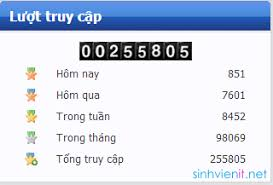 Lượt truy cập
00255805
Hôm nay 851
Hôm qua 7601
Trong tuần 8452
Trong tháng 98069
Tổng truy cập 255805
sinhvienit.net